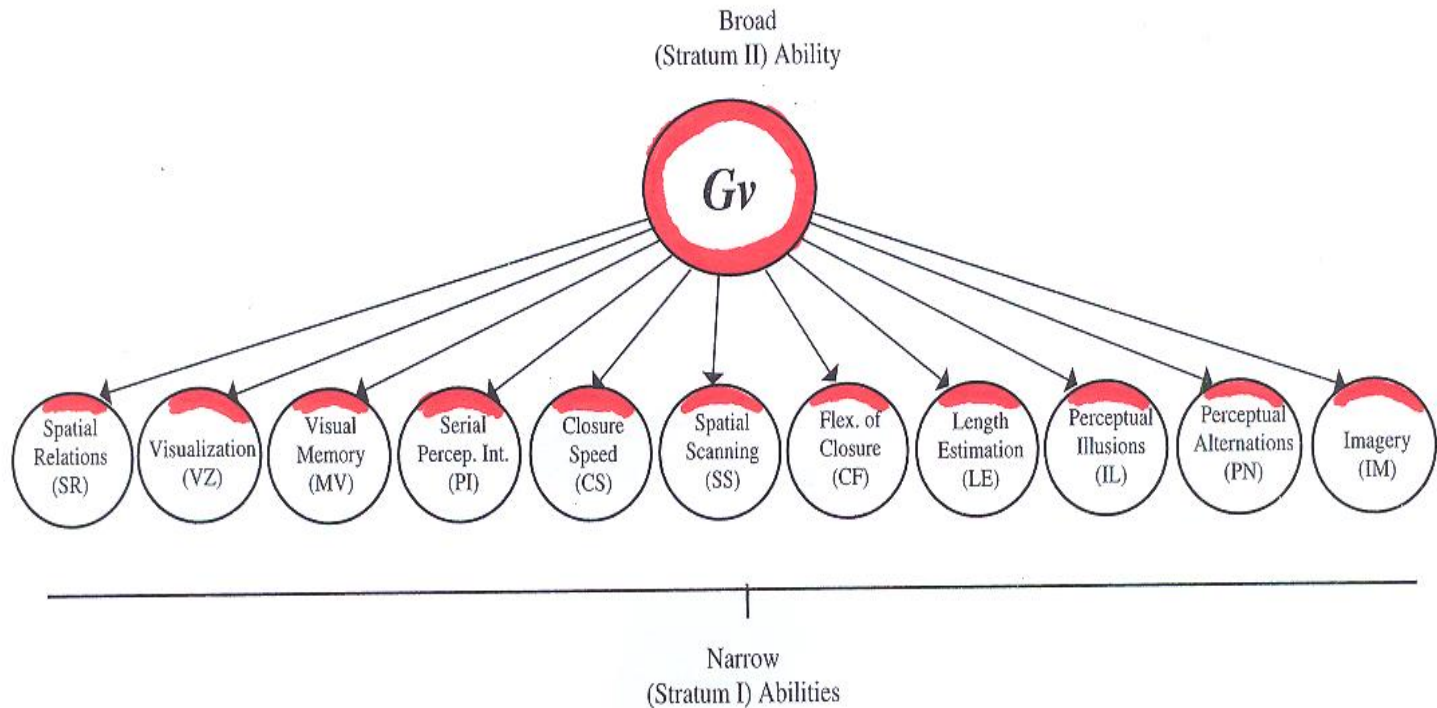 Broad
(Stratum II) Ability
Gv
Spatial
Relations
(SR)
Visualization
(VZ)
Visual
Memory
(MV)
Serial
Percep. Int.
(PI)
Closure
Speed
(CS)
Spatial
Scanning
(SS)
Flex. of
Closure
(CF)
Length
Estimation
(LE)
Perceptual
Illusions
(IL)
Perceptual
Alternations
(PN)
Imagery
(IM)
Narrow
(Stratum I) Abilities